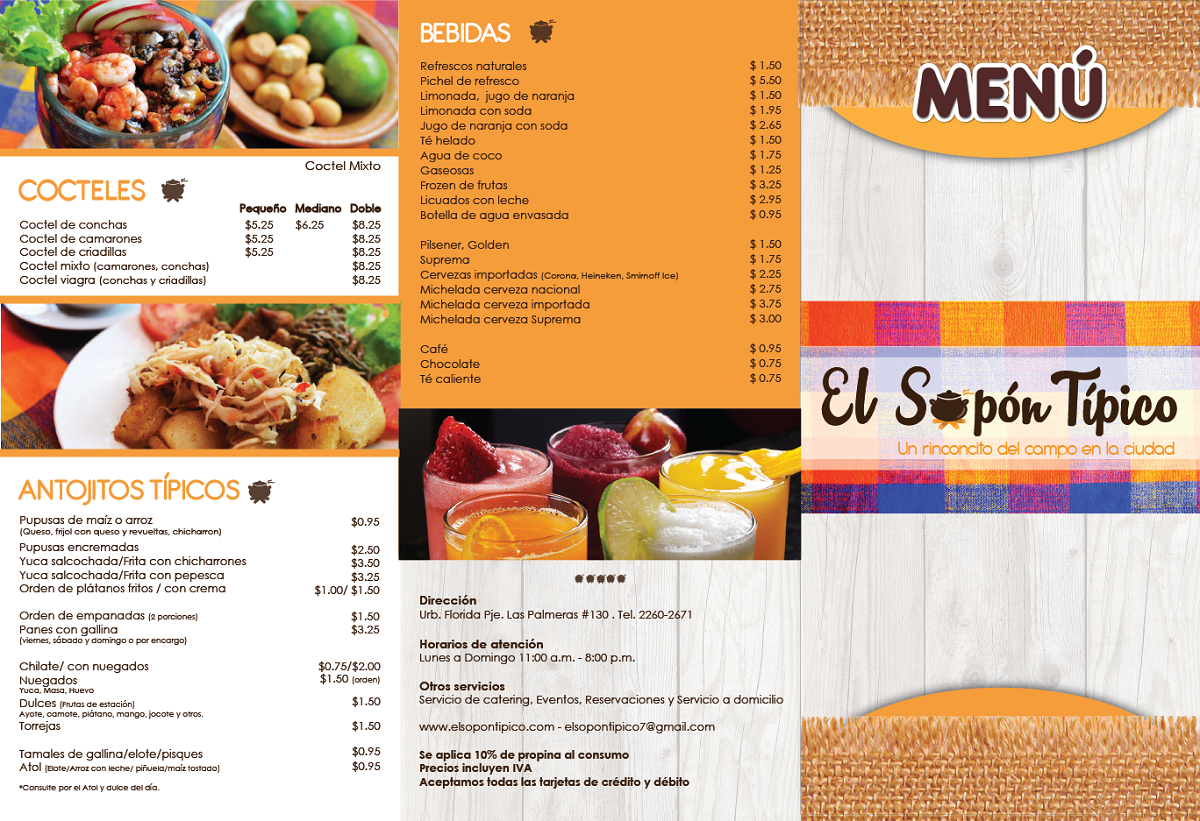 Coctel Mixto
COCTELES
Pequeño Mediano Doble
Coctel de conchas $5.25 $6.25 $8.25
Coctel de camarones $5.25 $8.25
Coctel de criadillas $5.25 $8.25
Coctel mixto (camarones, conchas) $8.25
Coctel viagra (conchas y criadillas) $8.25
ANTOJITOS TÍPICOS
Pupusas de maíz o arroz $0.95
(Queso, frijol con queso y revueltas, chicharron)
Pupusas encremadas $2.50
Yuca salcochada/Frita con chicharrones $3.50
Yuca salcochada/Frita con pepesca $3.25
Orden de plátanos fritos / con crema $1.00/ $1.50
Orden de empanadas (2 porciones) $1.50
Panes con gallina $3.25
(viernes, sábado y domingo o por encargo)
Chilate/ con nuegados $0.75/$2.00
Nuegados $1.50 (orden)
Yuca, Masa, Huevo
Dulces (Frutas de estación) $1.50
Ayote, camote, plátano, mango, jocote y otros.
Torrejas $1.50
Tamales de gallina/elote/pisques $0.95
Atol (Elote/Arroz con leche/ piñuela/maíz tostado) $0.95
*Consulte por el Atol y dulce del día.
BEBIDAS
Refrescos naturales $ 1.50
Pichel de refresco $ 5.50
Limonada, jugo de naranja $ 1.50
Limonada con soda $ 1.95
Jugo de naranja con soda $ 2.65
Té helado $ 1.50
Agua de coco $ 1.75
Gaseosas $ 1.25
Frozen de frutas $ 3.25
Licuados con leche $ 2.95
Botella de agua envasada $ 0.95
Pilsener, Golden $ 1.50
Suprema $ 1.75
Cervezas importadas (Corona, Heineken, Smirnoff Ice) $ 2.25
Michelada cerveza nacional $ 2.75
Michelada cerveza importada $ 3.75
Michelada cerveza Suprema $ 3.00
Café $ 0.95
Chocolate $ 0.75
Té caliente $ 0.75
Dirección
Urb. Florida Pje. Las Palmeras #130 . Tel. 2260-2671
Horarios de atención
Lunes a Domingo 11:00 a.m. - 8:00 p.m.
Otros servicios
Servicio de catering, Eventos, Reservaciones y Servicio a domicilio
www.elsopontipico.com - elsopontipico7@gmail.com
Se aplica 10% de propina al consumo
Precios incluyen IVA
Aceptamos todas las tarjetas de crédito y débito
MENÚ
El Sopón Típico
Un rinconcito del campo en la ciudad